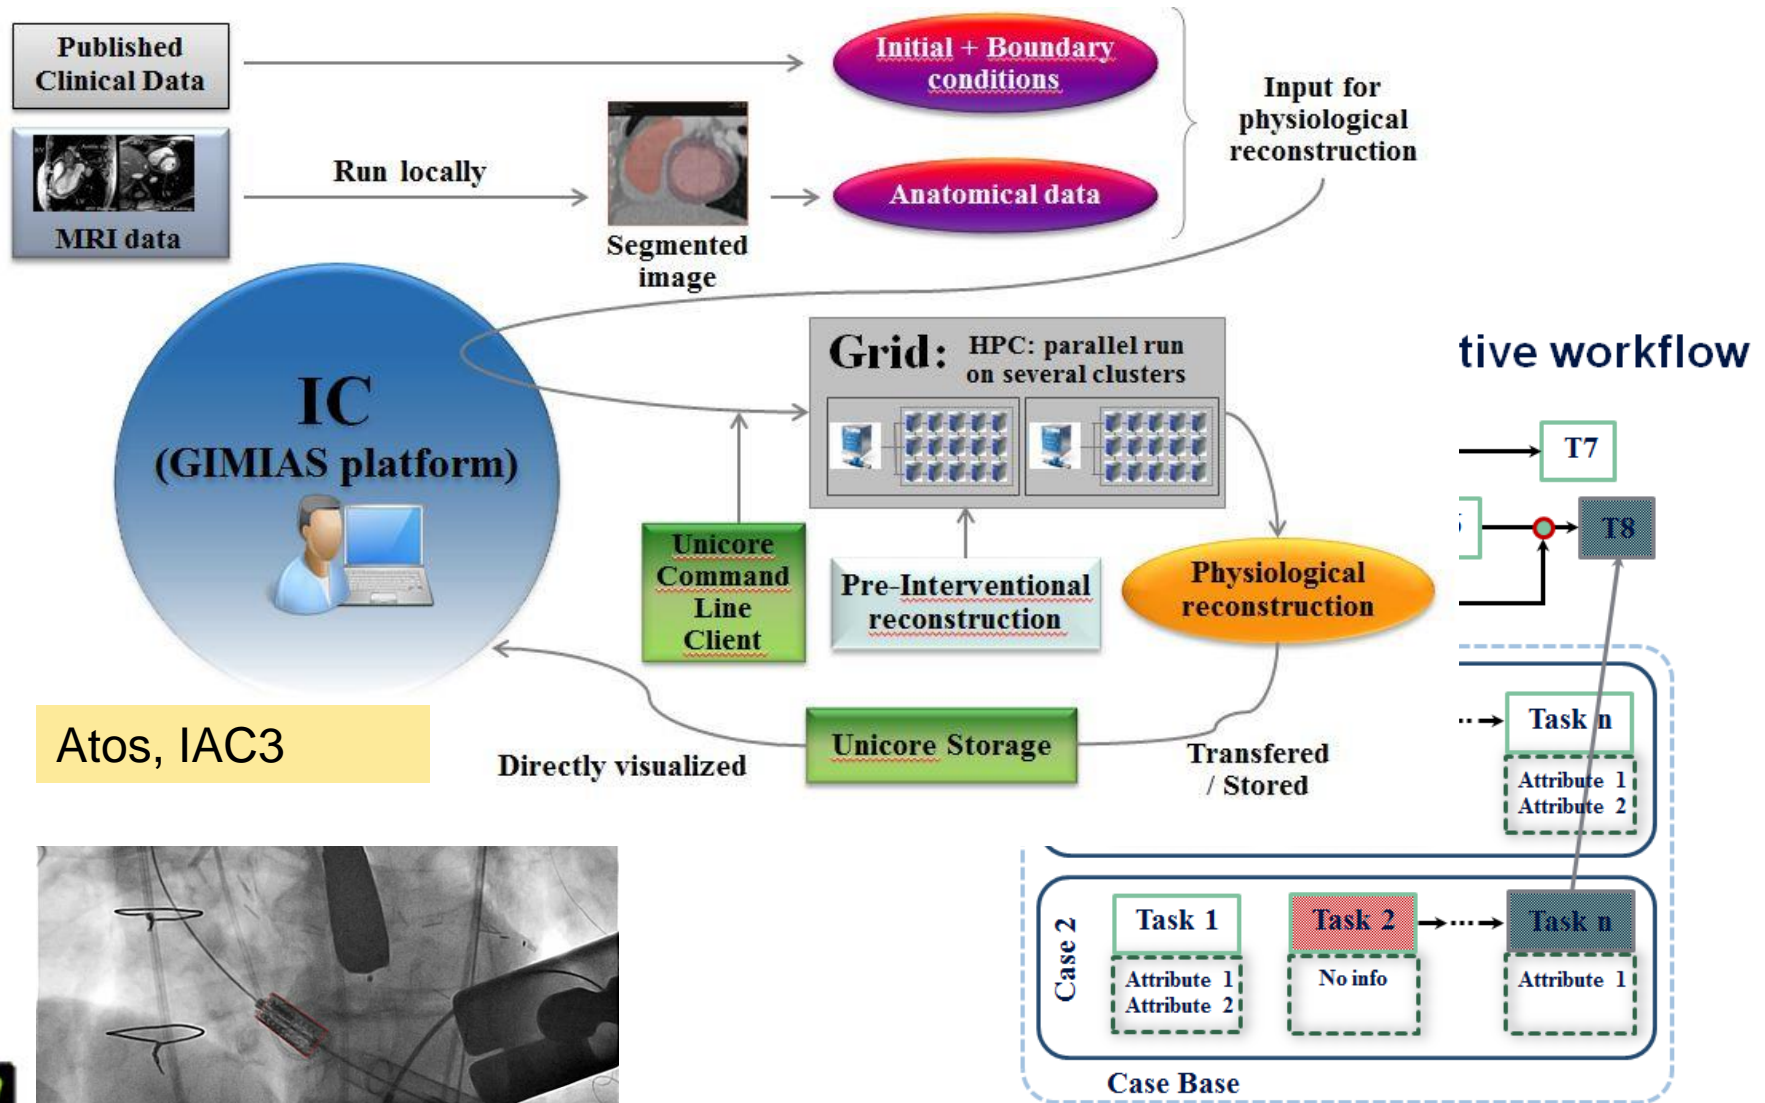 Published
Clinical Data
Initial + Boundary
conditions
Input for
physiological
reconstruction
MRI data
Run locally
Segmented
image
Anatomical data
IC
(GIMIAS platform)
Grid:
HPC: parallel run
on several clusters
Unicore
Command
Line
Client
Pre-Interventional
reconstruction
Physiological
reconstruction
Unicore Storage
Directly visualized
Transfered
/ Stored
Atos, IAC3
tive workflow
T7
T8
Task n
Attribute 1
Attribute 2
Case 2
Task 1
Attribute 1
Attribute 2
Task 2
No info
Task n
Attribute 1
Case Base